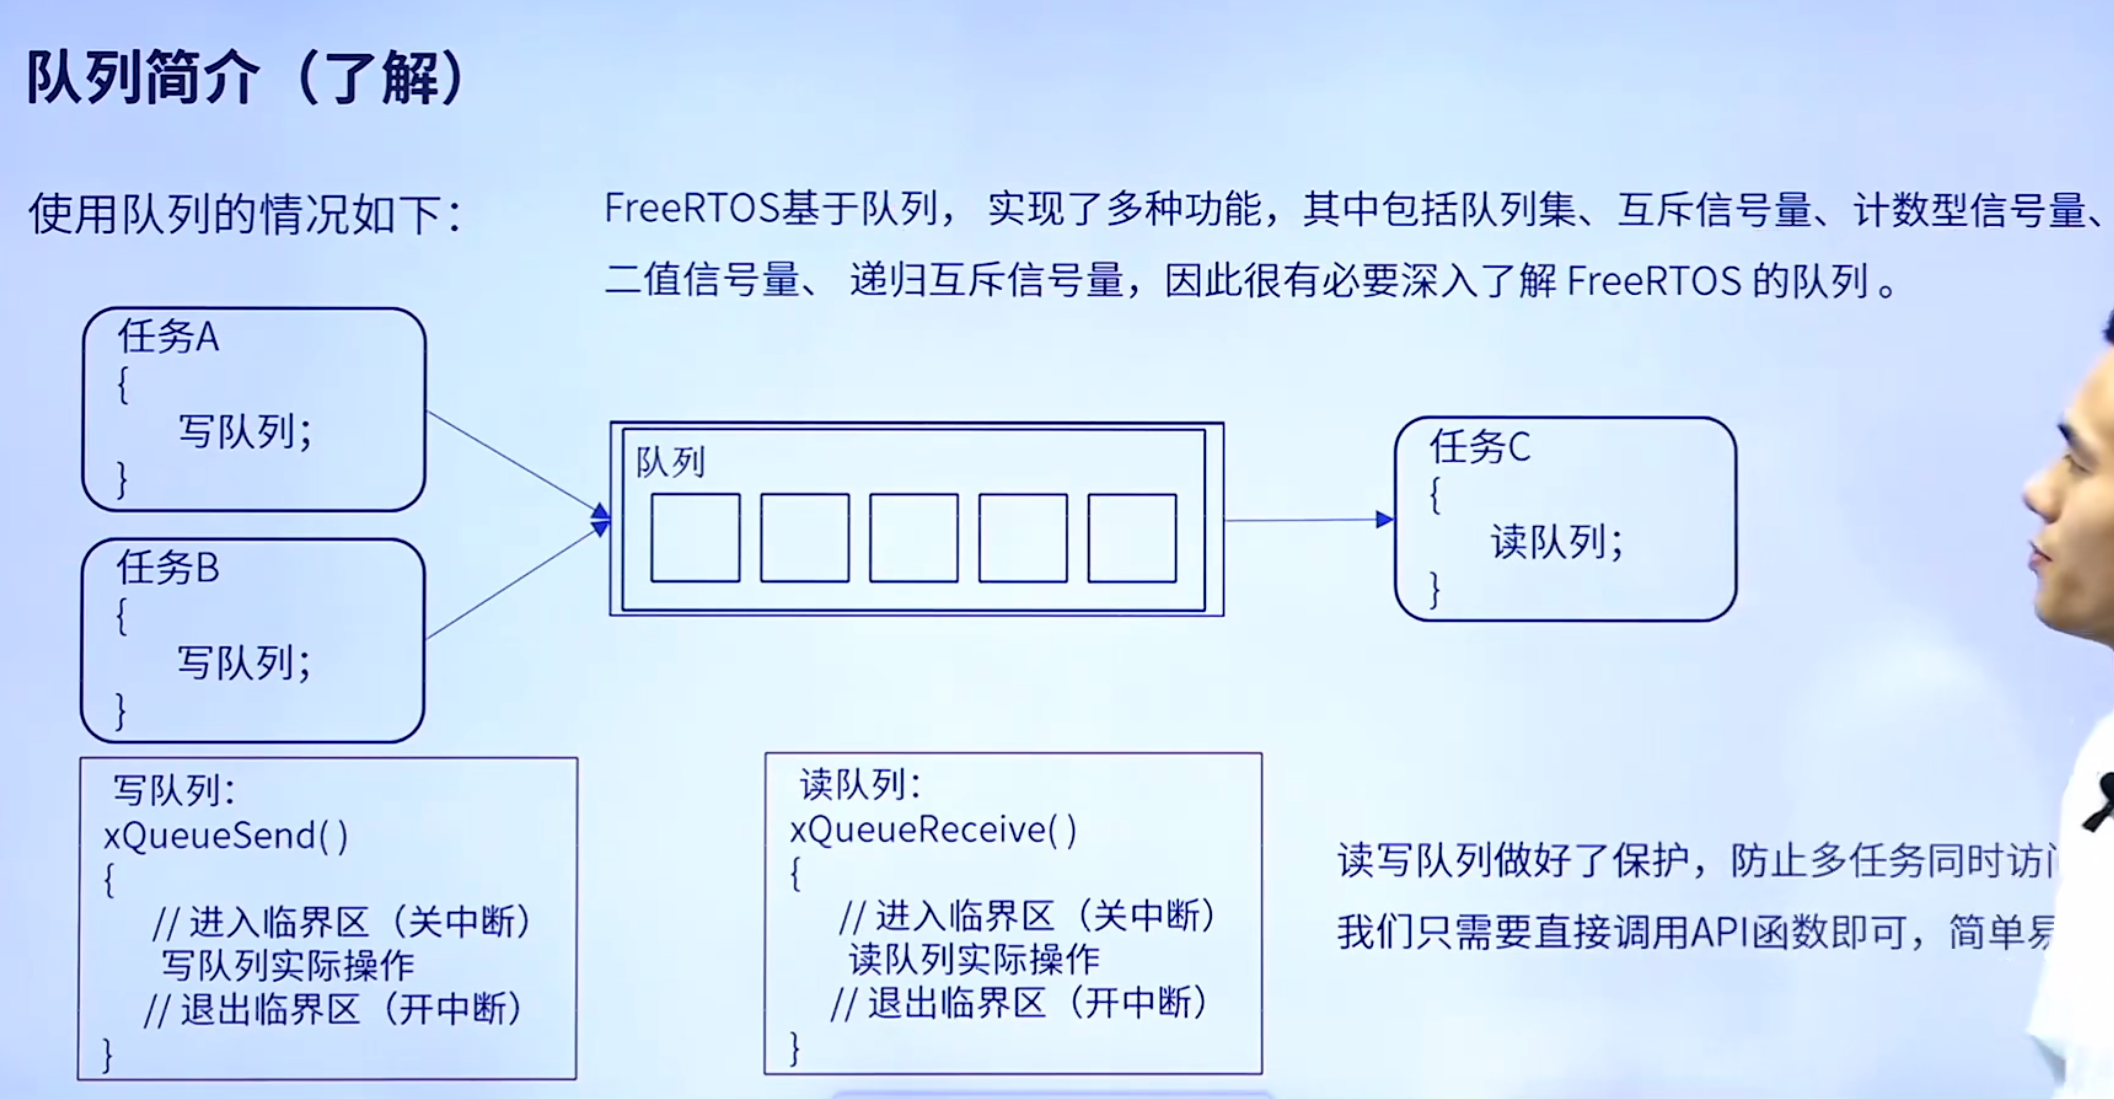 队列简介（了解）
使用队列的情况如下：
FreeRTOS基于队列， 实现了多种功能，其中包括队列集、互斥信号量、计数型信号量、
二值信号量、 递归互斥信号量，因此很有必要深入了解 FreeRTOS 的队列 。
任务A
{
写队列；
}
任务B
{
写队列；
}
队列
任务C
{
读队列；
}
写队列：
xQueueSend( )
{
// 进入临界区（关中断）
写队列实际操作
// 退出临界区（开中断）
}
读队列：
xQueueReceive( )
{
// 进入临界区（关中断）
读队列实际操作
// 退出临界区（开中断）
}
读写队列做好了保护，防止多任务同时访
我们只需要直接调用API函数即可，简单易